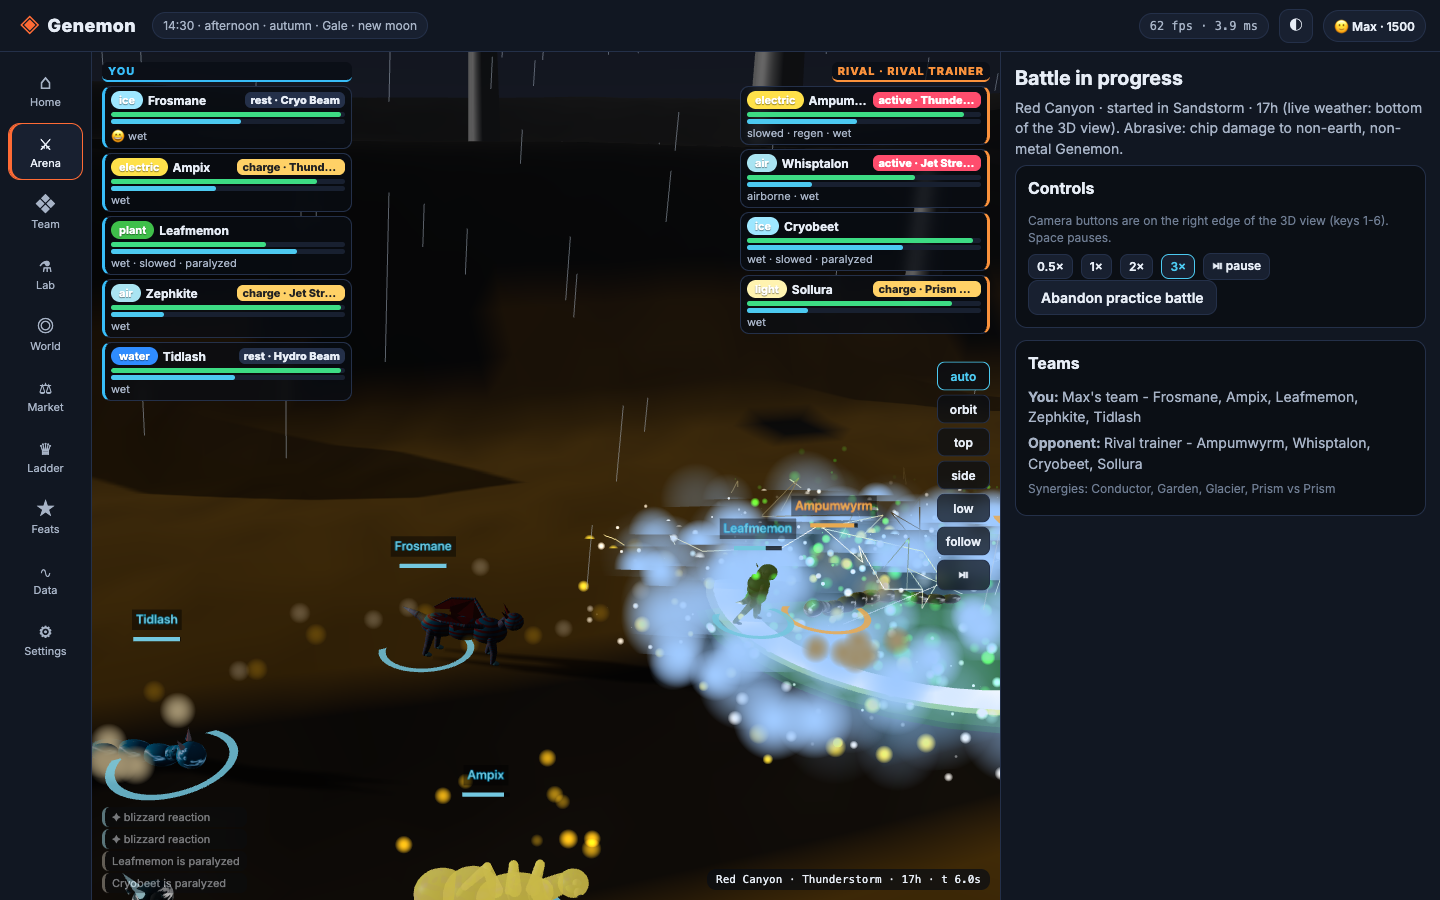 Genemon
14:30 · afternoon · autumn · Gale · new moon
62 fps · 3.9 ms
Max · 1500
Home
Arena
Team
Lab
World
Market
Ladder
Feats
Data
Settings
YOU
ice Frosmane rest · Cryo Beam
wet
electric Ampix charge · Thund...
wet
plant Leafmemon
wet · slowed · paralyzed
air Zephkite charge · Jet Str...
wet
water Tidlash rest · Hydro Beam
wet
RIVAL · RIVAL TRAINER
electric Ampum... active · Thunde...
slowed · regen · wet
air Whisptalon active · Jet Stre...
airborne · wet
ice Cryobeet
wet · slowed · paralyzed
light Sollura charge · Prism ...
wet
auto
orbit
top
side
low
follow
Ampumwyrm
Leafmemon
Frosmane
Tidlash
Ampix
✦ blizzard reaction
✦ blizzard reaction
Leafmemon is paralyzed
Cryobeet is paralyzed
Red Canyon · Thunderstorm · 17h · t 6.0s
Battle in progress
Red Canyon · started in Sandstorm · 17h (live weather: bottom
of the 3D view). Abrasive: chip damage to non-earth, non-
metal Genemon.
Controls
Camera buttons are on the right edge of the 3D view (keys 1-6).
Space pauses.
0.5× 1× 2× 3× ⏯ pause
Abandon practice battle
Teams
You: Max's team - Frosmane, Ampix, Leafmemon,
Zephkite, Tidlash
Opponent: Rival trainer - Ampumwyrm, Whisptalon,
Cryobeet, Sollura
Synergies: Conductor, Garden, Glacier, Prism vs Prism